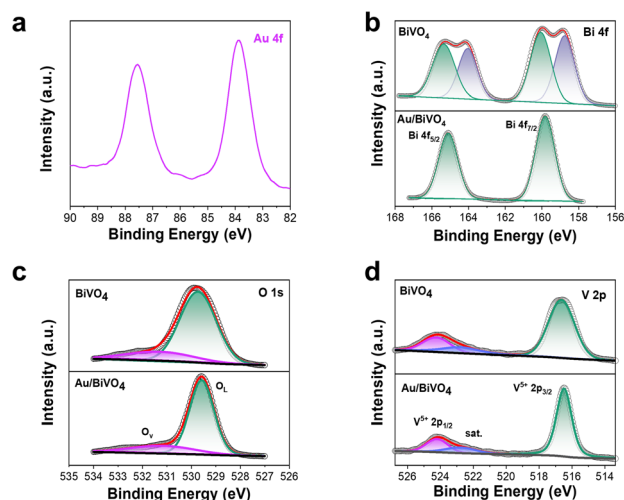 a
Au 4f
Intensity (a.u.)
90 89 88 87 86 85 84 83 82
Binding Energy (eV)
b
BiVO₄
Bi 4f
Au/BiVO₄
Bi 4f₅/₂
Bi 4f₇/₂
Intensity (a.u.)
168 166 164 162 160 158 156
Binding Energy (eV)
c
BiVO₄
O 1s
Au/BiVO₄
O_L
O_v
Intensity (a.u.)
535 534 533 532 531 530 529 528 527 526
Binding Energy (eV)
d
BiVO₄
V 2p
Au/BiVO₄
V⁵⁺ 2p₃/₂
V⁵⁺ 2p₁/₂
sat.
Intensity (a.u.)
526 524 522 520 518 516 514
Binding Energy (eV)